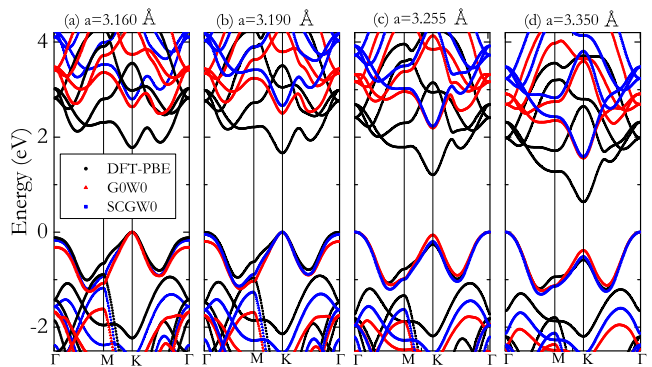 (a) a=3.160 Å (b) a=3.190 Å (c) a=3.255 Å (d) a=3.350 Å
Energy (eV)
4
2
0
-2
DFT-PBE
G0W0
SCGW0
Γ M K Γ Γ M K Γ Γ M K Γ Γ M K Γ